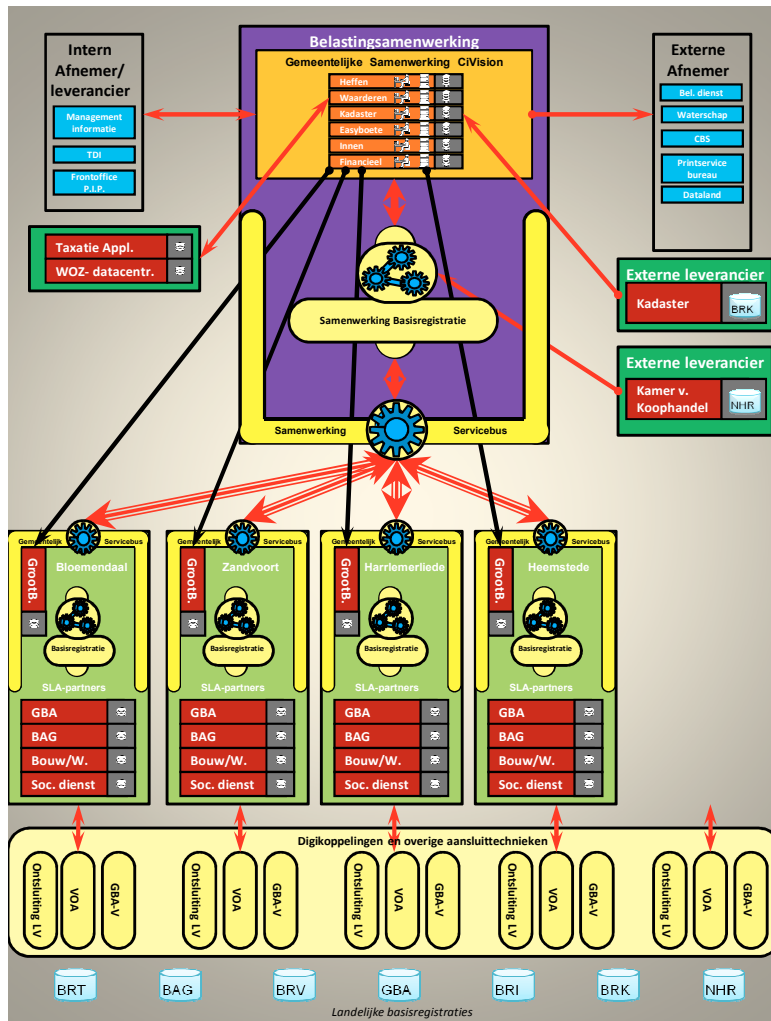 Belastingsamenwerking
Gemeentelijke Samenwerking CiVision
Heffen
Waarderen
Kadaster
Easyboete
Innen
Financieel
Intern
Afnemer/
leverancier
Management
informatie
TDI
Frontoffice
P.I.P.
Externe
Afnemer
Bel. dienst
Waterschap
CBS
Printservice
bureau
Dataland
Taxatie Appl.
WOZ- datacentr.
Externe leverancier
Kadaster
BRK
Externe leverancier
Kamer v.
Koophandel
NHR
Samenwerking Basisregistratie
Samenwerking
Servicebus
Gemeentelijk
Servicebus
Bloemendaal
GrootB.
Basisregistratie
SLA-partners
GBA
BAG
Bouw/W.
Soc. dienst
Gemeentelijk
Servicebus
Zandvoort
GrootB.
Basisregistratie
SLA-partners
GBA
BAG
Bouw/W.
Soc. dienst
Gemeentelijk
Servicebus
Harrlemerliede
GrootB.
Basisregistratie
SLA-partners
GBA
BAG
Bouw/W.
Soc. dienst
Gemeentelijk
Servicebus
Heemstede
GrootB.
Basisregistratie
SLA-partners
GBA
BAG
Bouw/W.
Soc. dienst
Digikoppelingen en overige aansluittechnieken
Ontsluiting LV
VOA
GBA-V
Ontsluiting LV
VOA
GBA-V
Ontsluiting LV
VOA
GBA-V
Ontsluiting LV
VOA
GBA-V
Ontsluiting LV
VOA
GBA-V
BRT
BAG
BRV
GBA
BRI
BRK
NHR
Landelijke basisregistraties